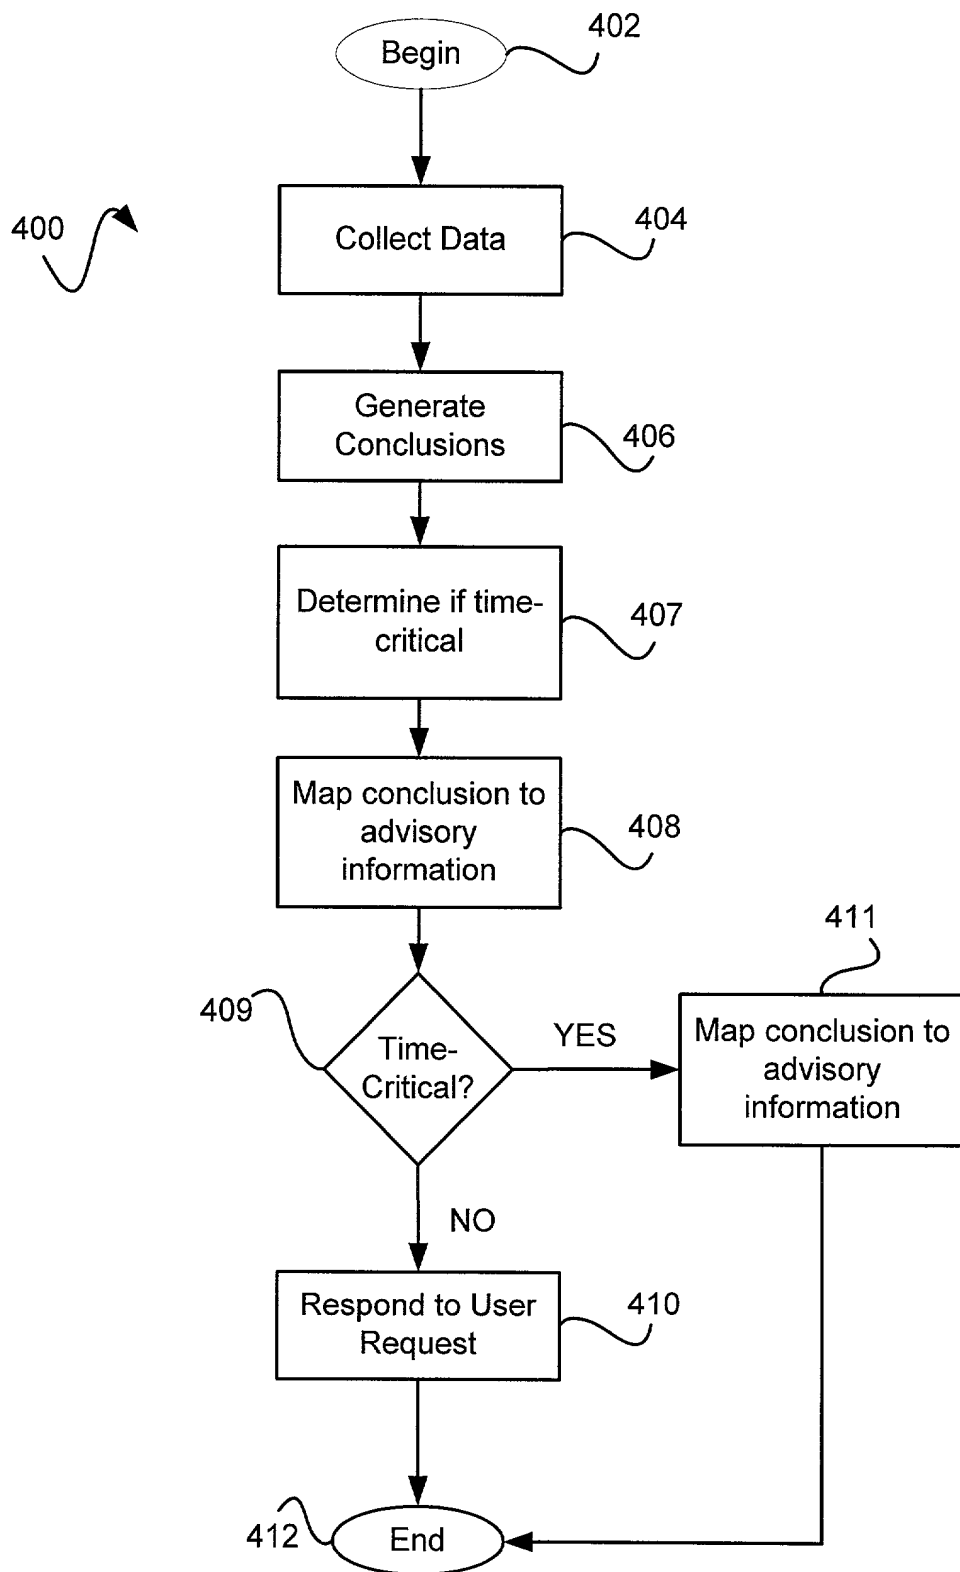 Begin
402
400
Collect Data
404
Generate
Conclusions
406
Determine if time-
critical
407
Map conclusion to
advisory
information
408
409
Time-
Critical?
YES
411
Map conclusion to
advisory
information
NO
Respond to User
Request
410
412
End